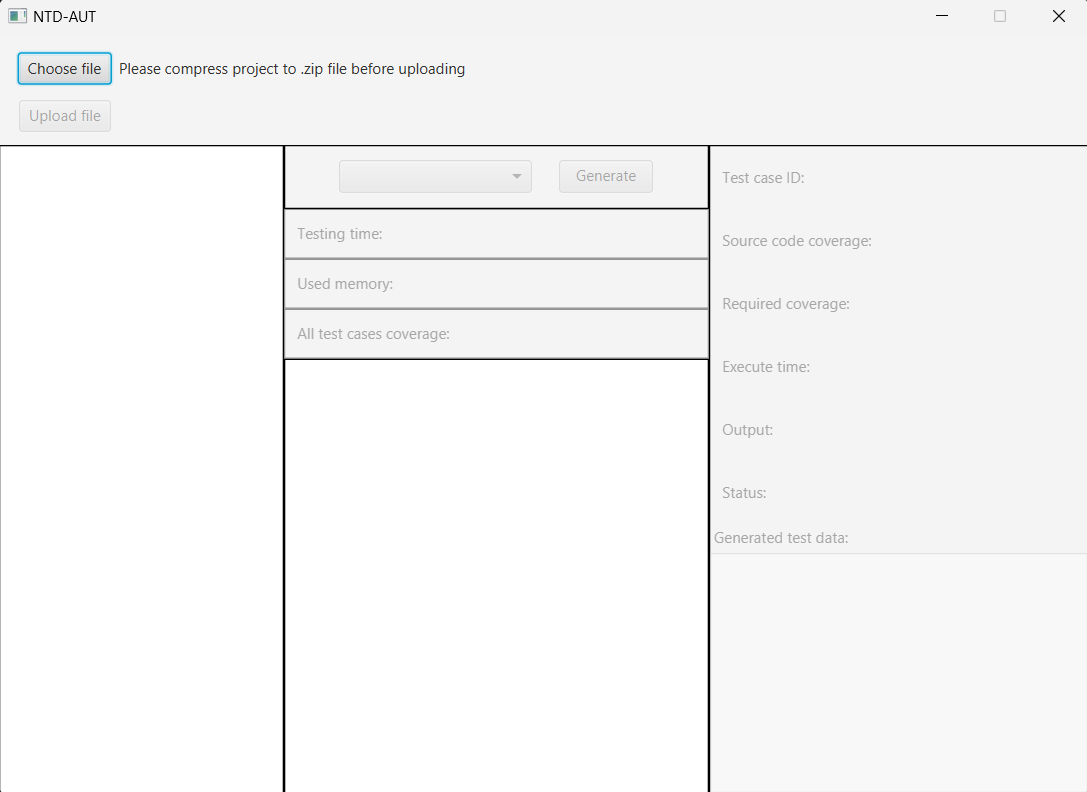 NTD-AUT
Choose file Please compress project to .zip file before uploading
Upload file
Generate
Testing time:
Used memory:
All test cases coverage:
Test case ID:
Source code coverage:
Required coverage:
Execute time:
Output:
Status:
Generated test data: